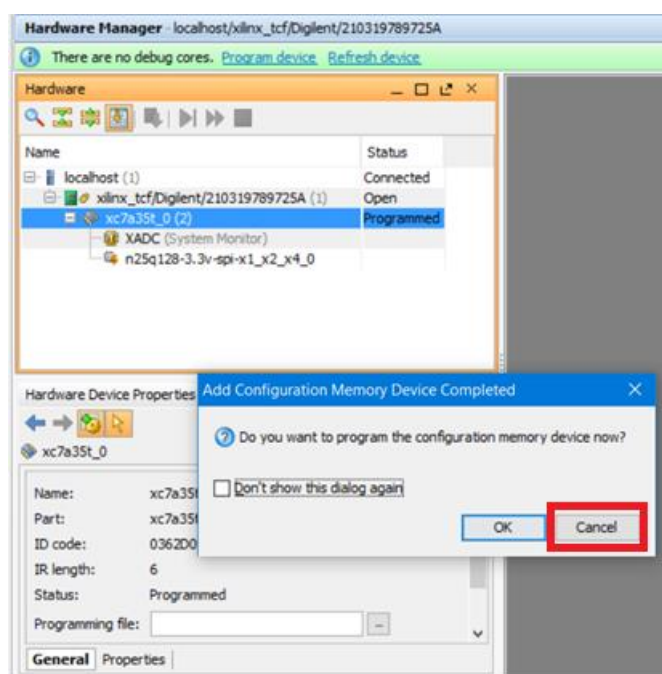 Hardware Manager - localhost/xilinx_tcf/Digilent/210319789725A
There are no debug cores. Program device Refresh device
Hardware
Name Status
localhost (1) Connected
xilinx_tcf/Digilent/210319789725A (1) Open
xc7a35t_0 (2) Programmed
XADC (System Monitor)
n25q128-3.3v-spi-x1_x2_x4_0
Hardware Device Properties
Add Configuration Memory Device Completed
Do you want to program the configuration memory device now?
Don't show this dialog again
OK Cancel
xc7a35t_0
Name: xc7a35t
Part: xc7a35t
ID code: 0362D0
IR length: 6
Status: Programmed
Programming file:
General Properties